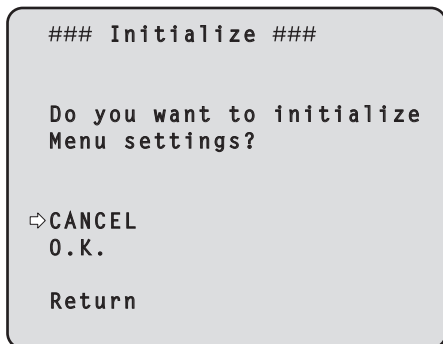 ### Initialize ###
Do you want to initialize
Menu settings?
⇨CANCEL
O.K.
Return